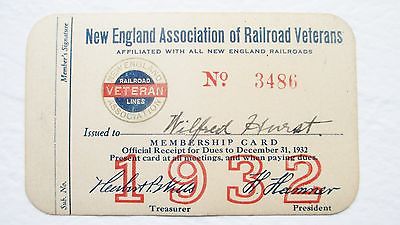 New England Association of Railroad Veterans
AFFILIATED WITH ALL NEW ENGLAND RAILROADS
Member's Signature
NEW ENGLAND
RAILROAD
VETERAN
LINES
ASSOCIATION
No 3486
Issued to Wilfred Hurst.
MEMBERSHIP CARD
Official Receipt for Dues to December 31, 1932
Present card at all meetings, and when paying dues.
1932
Sub. No.
Treasurer
President